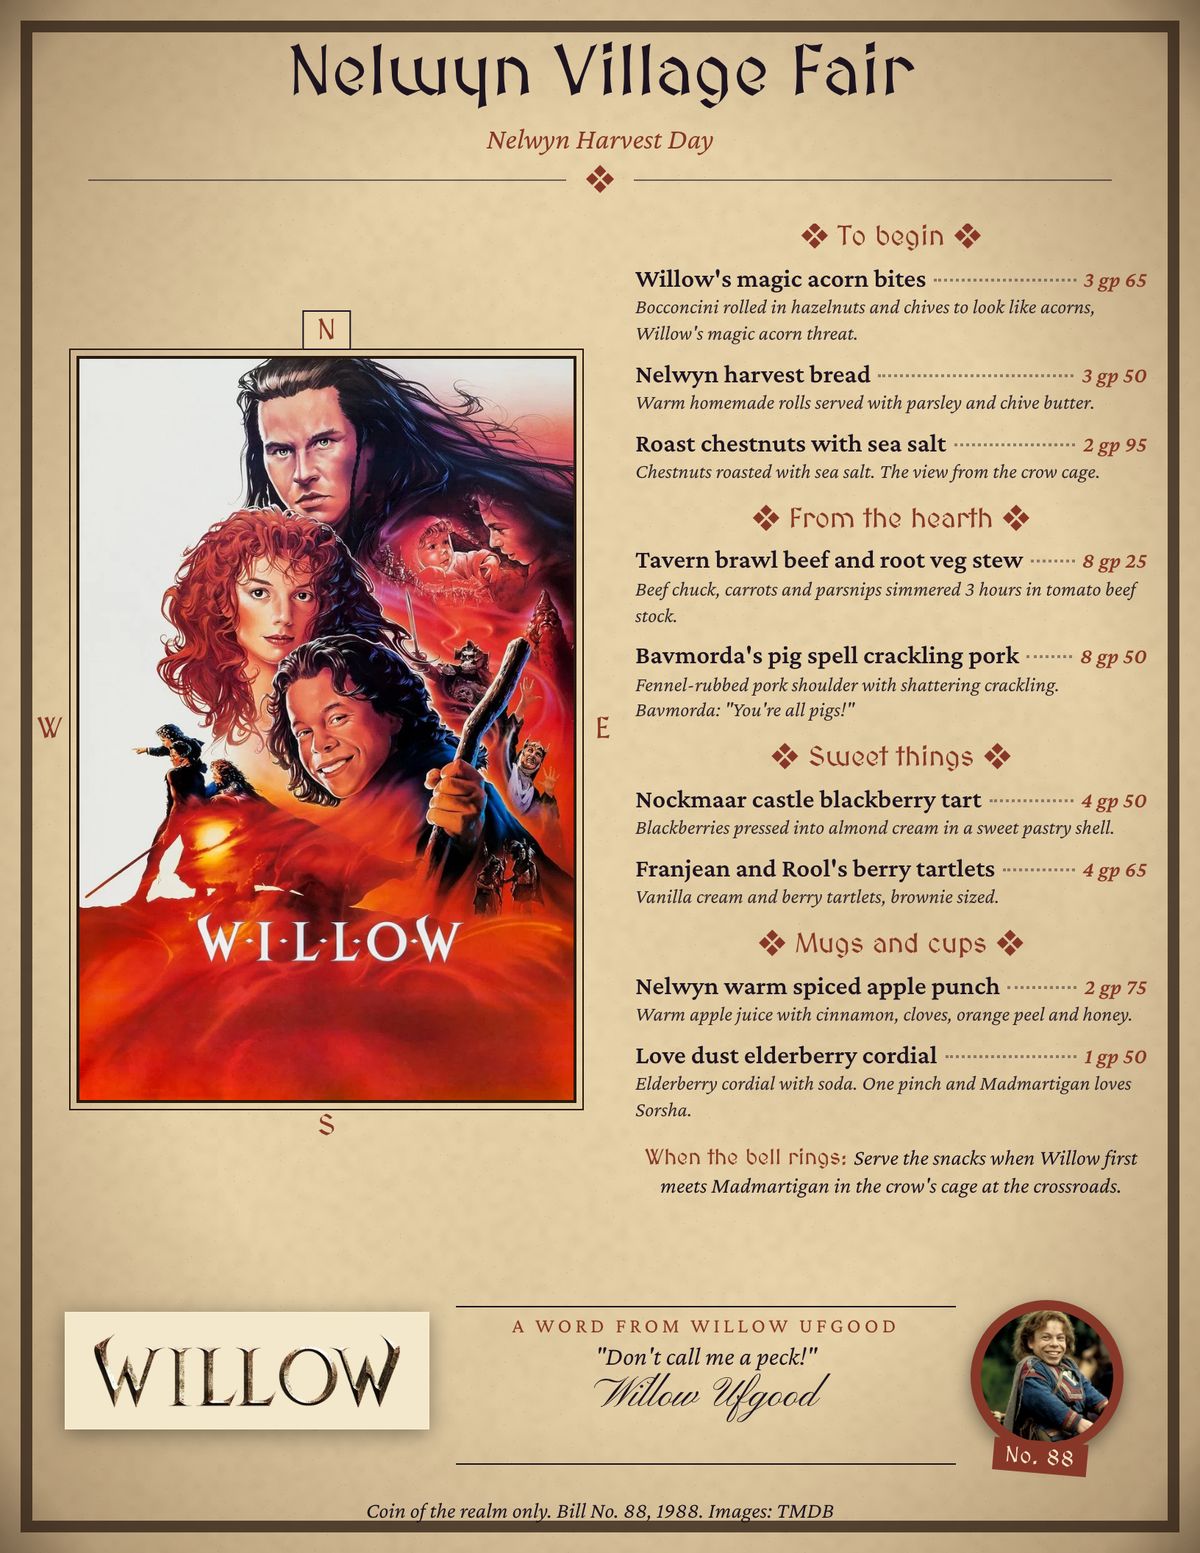 Nelwyn Village Fair
Nelwyn Harvest Day
N
W
E
S
W·I·L·L·O·W
❖ To begin ❖
Willow's magic acorn bites 3 gp 65
Bocconcini rolled in hazelnuts and chives to look like acorns,
Willow's magic acorn threat.
Nelwyn harvest bread 3 gp 50
Warm homemade rolls served with parsley and chive butter.
Roast chestnuts with sea salt 2 gp 95
Chestnuts roasted with sea salt. The view from the crow cage.
❖ From the hearth ❖
Tavern brawl beef and root veg stew 8 gp 25
Beef chuck, carrots and parsnips simmered 3 hours in tomato beef
stock.
Bavmorda's pig spell crackling pork 8 gp 50
Fennel-rubbed pork shoulder with shattering crackling.
Bavmorda: "You're all pigs!"
❖ Sweet things ❖
Nockmaar castle blackberry tart 4 gp 50
Blackberries pressed into almond cream in a sweet pastry shell.
Franjean and Rool's berry tartlets 4 gp 65
Vanilla cream and berry tartlets, brownie sized.
❖ Mugs and cups ❖
Nelwyn warm spiced apple punch 2 gp 75
Warm apple juice with cinnamon, cloves, orange peel and honey.
Love dust elderberry cordial 1 gp 50
Elderberry cordial with soda. One pinch and Madmartigan loves
Sorsha.
When the bell rings: Serve the snacks when Willow first
meets Madmartigan in the crow's cage at the crossroads.
WILLOW
A WORD FROM WILLOW UFGOOD
"Don't call me a peck!"
Willow Ufgood
No. 88
Coin of the realm only. Bill No. 88, 1988. Images: TMDB